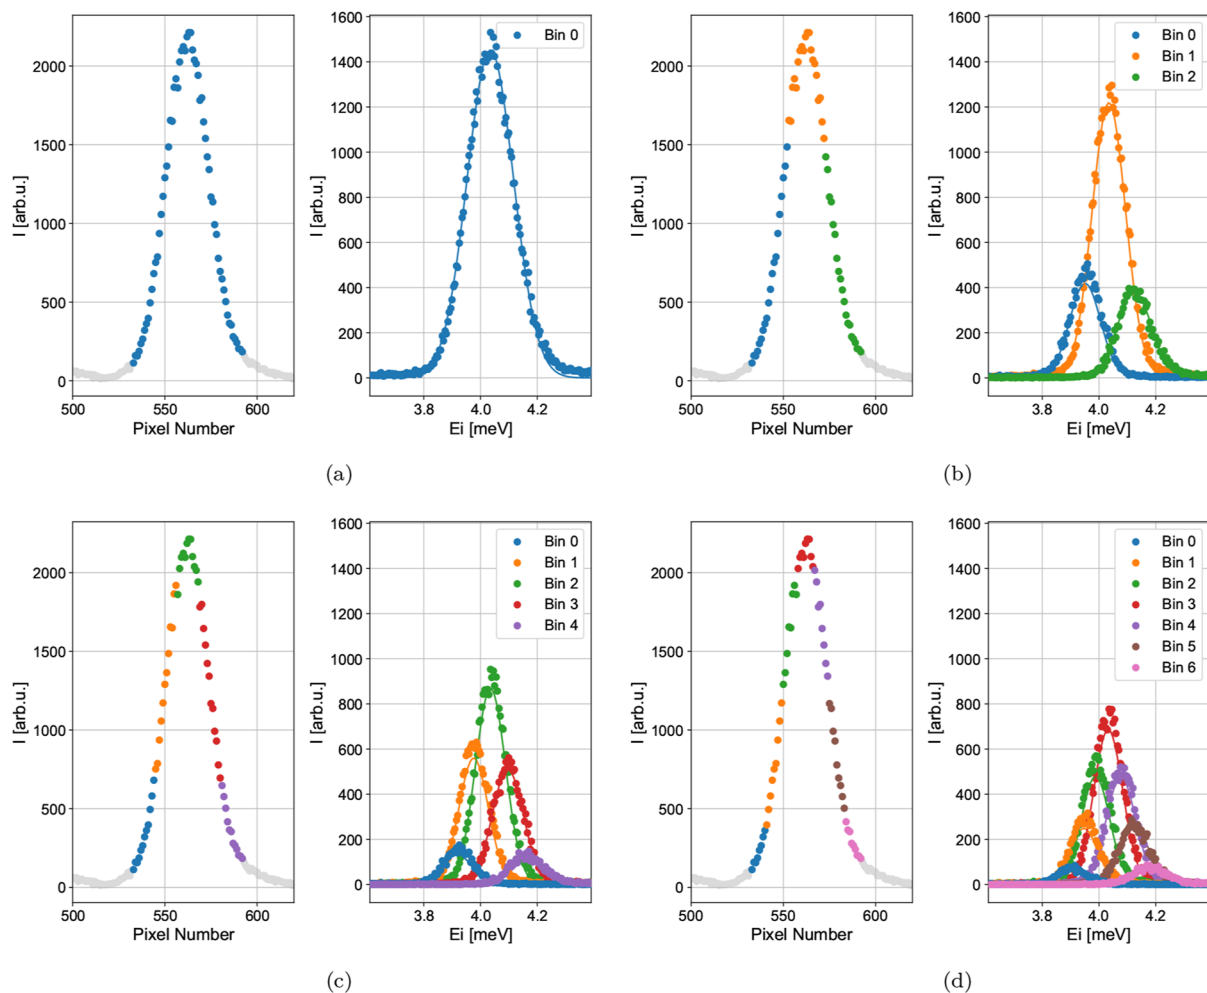 I [arb.u.]
2000
1500
1000
500
0
500 550 600
Pixel Number
I [arb.u.]
1600
1400
1200
1000
800
600
400
200
0
3.8 4.0 4.2
Ei [meV]
Bin 0
(a)
I [arb.u.]
2000
1500
1000
500
0
500 550 600
Pixel Number
I [arb.u.]
1600
1400
1200
1000
800
600
400
200
0
3.8 4.0 4.2
Ei [meV]
Bin 0
Bin 1
Bin 2
(b)
I [arb.u.]
2000
1500
1000
500
0
500 550 600
Pixel Number
I [arb.u.]
1600
1400
1200
1000
800
600
400
200
0
3.8 4.0 4.2
Ei [meV]
Bin 0
Bin 1
Bin 2
Bin 3
Bin 4
(c)
I [arb.u.]
2000
1500
1000
500
0
500 550 600
Pixel Number
I [arb.u.]
1600
1400
1200
1000
800
600
400
200
0
3.8 4.0 4.2
Ei [meV]
Bin 0
Bin 1
Bin 2
Bin 3
Bin 4
Bin 5
Bin 6
(d)